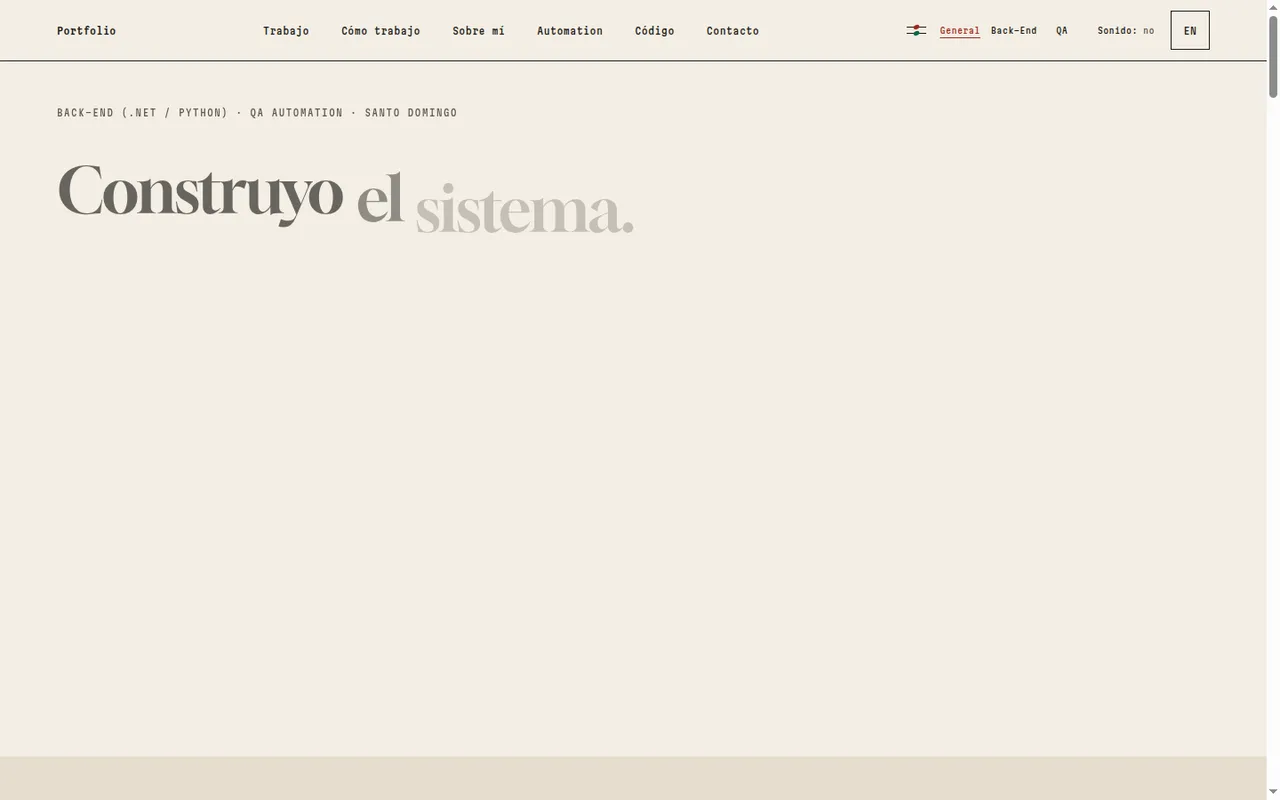 Portfolio
Trabajo
Cómo trabajo
Sobre mí
Automation
Código
Contacto
General
Back-End
QA
Sonido: no
EN
BACK-END (.NET / PYTHON) · QA AUTOMATION · SANTO DOMINGO
Construyo el sistema.